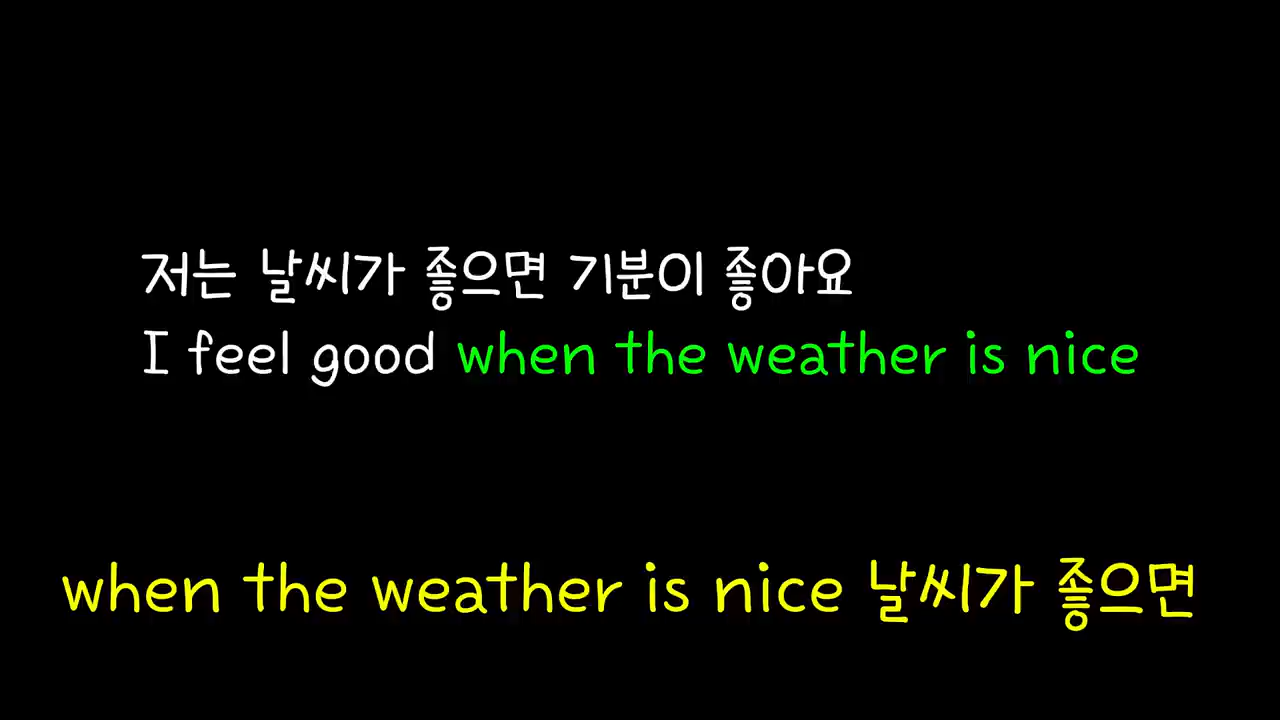 저는 날씨가 좋으면 기분이 좋아요
I feel good when the weather is nice
when the weather is nice 날씨가 좋으면